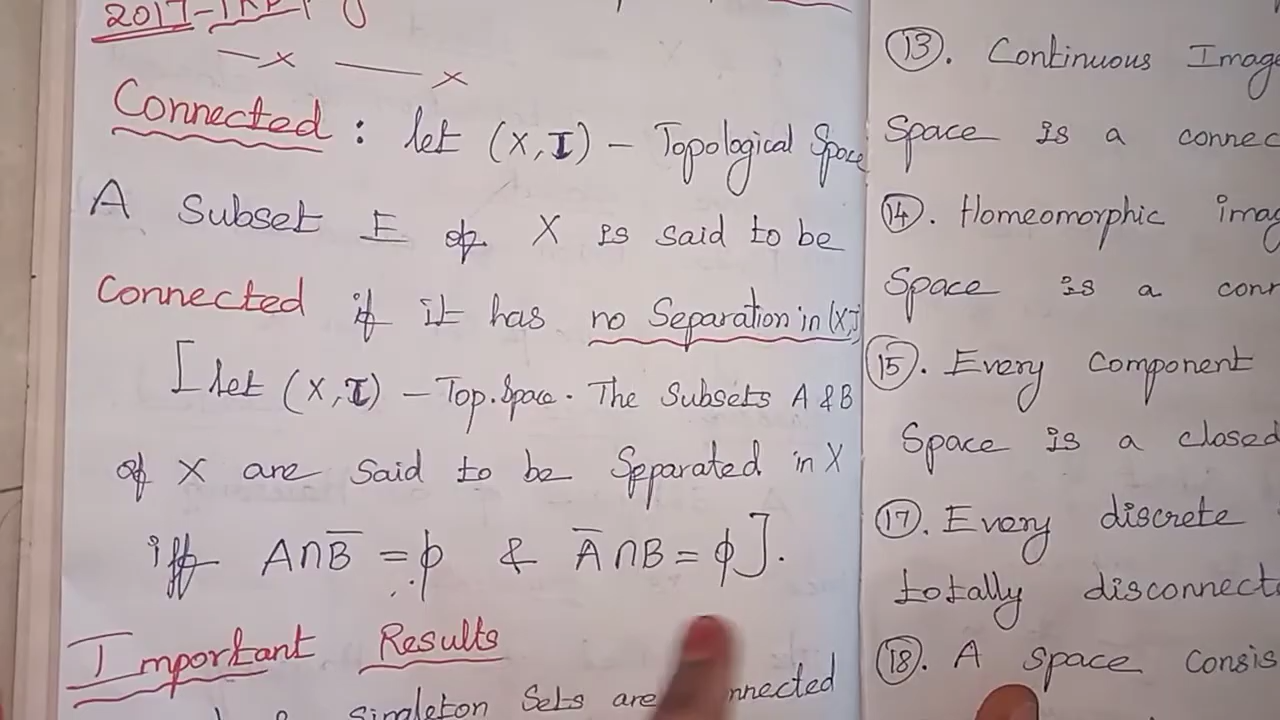 2017-TRB
Connected : let (X,I) - Topological Space
A Subset E of X is said to be
Connected if it has no Separation in (X,I)
[let (X,I) - Top.Space. The Subsets A & B
of X are said to be Separated in X
iff A∩B̅ = ϕ & A̅∩B = ϕ].
Important Results
Singleton Sets are
13. Continuous Image
Space is a connec
14. Homeomorphic imag
Space is a conn
15. Every Component
Space is a closed
17. Every discrete
totally disconnect
18. A space consis